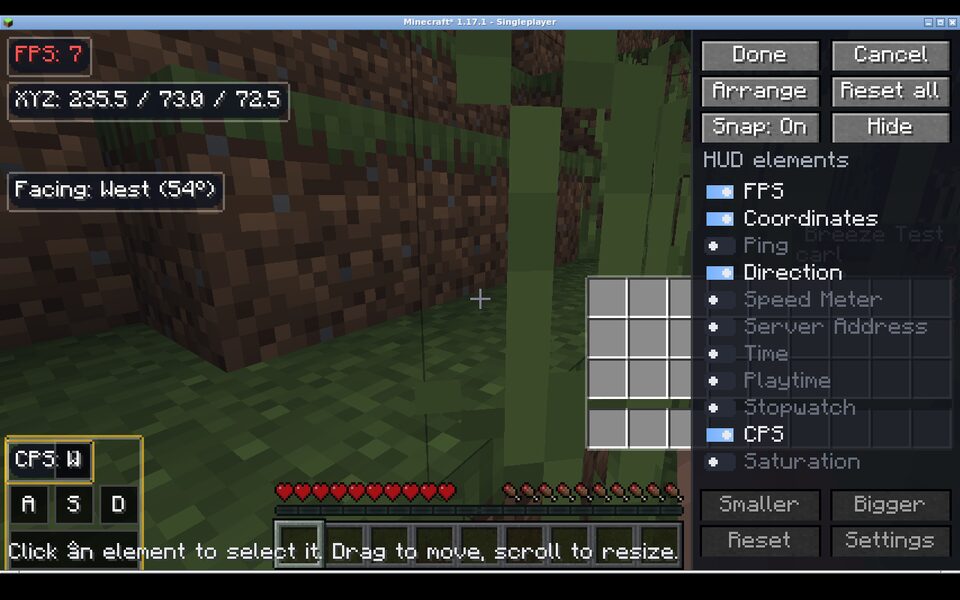 Minecraft* 1.17.1 - Singleplayer
FPS: 7
XYZ: 235.5 / 73.0 / 72.5
Facing: West (54°)
Done
Cancel
Arrange
Reset all
Snap: On
Hide
HUD elements
FPS
Coordinates
Ping
Direction
Speed Meter
Server Address
Time
Playtime
Stopwatch
CPS
Saturation
Smaller
Bigger
Reset
Settings
CPS: W
A S D
Click an element to select it. Drag to move, scroll to resize.